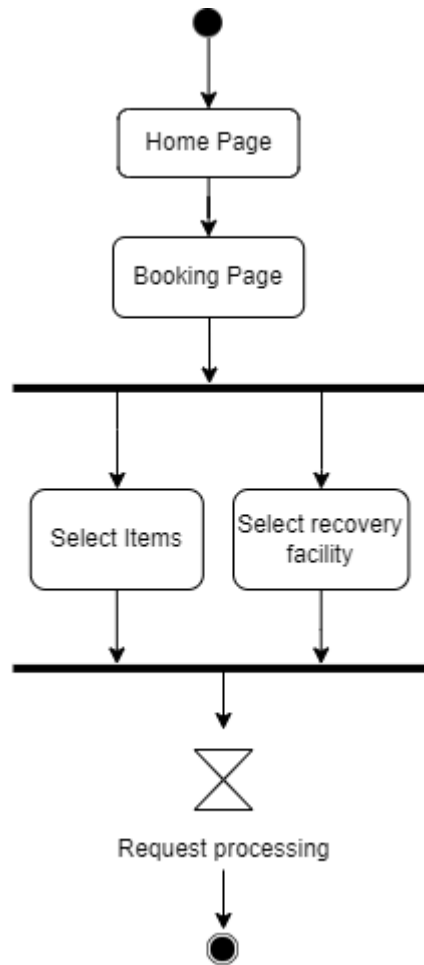 Home Page
Booking Page
Select Items
Select recovery
facility
Request processing